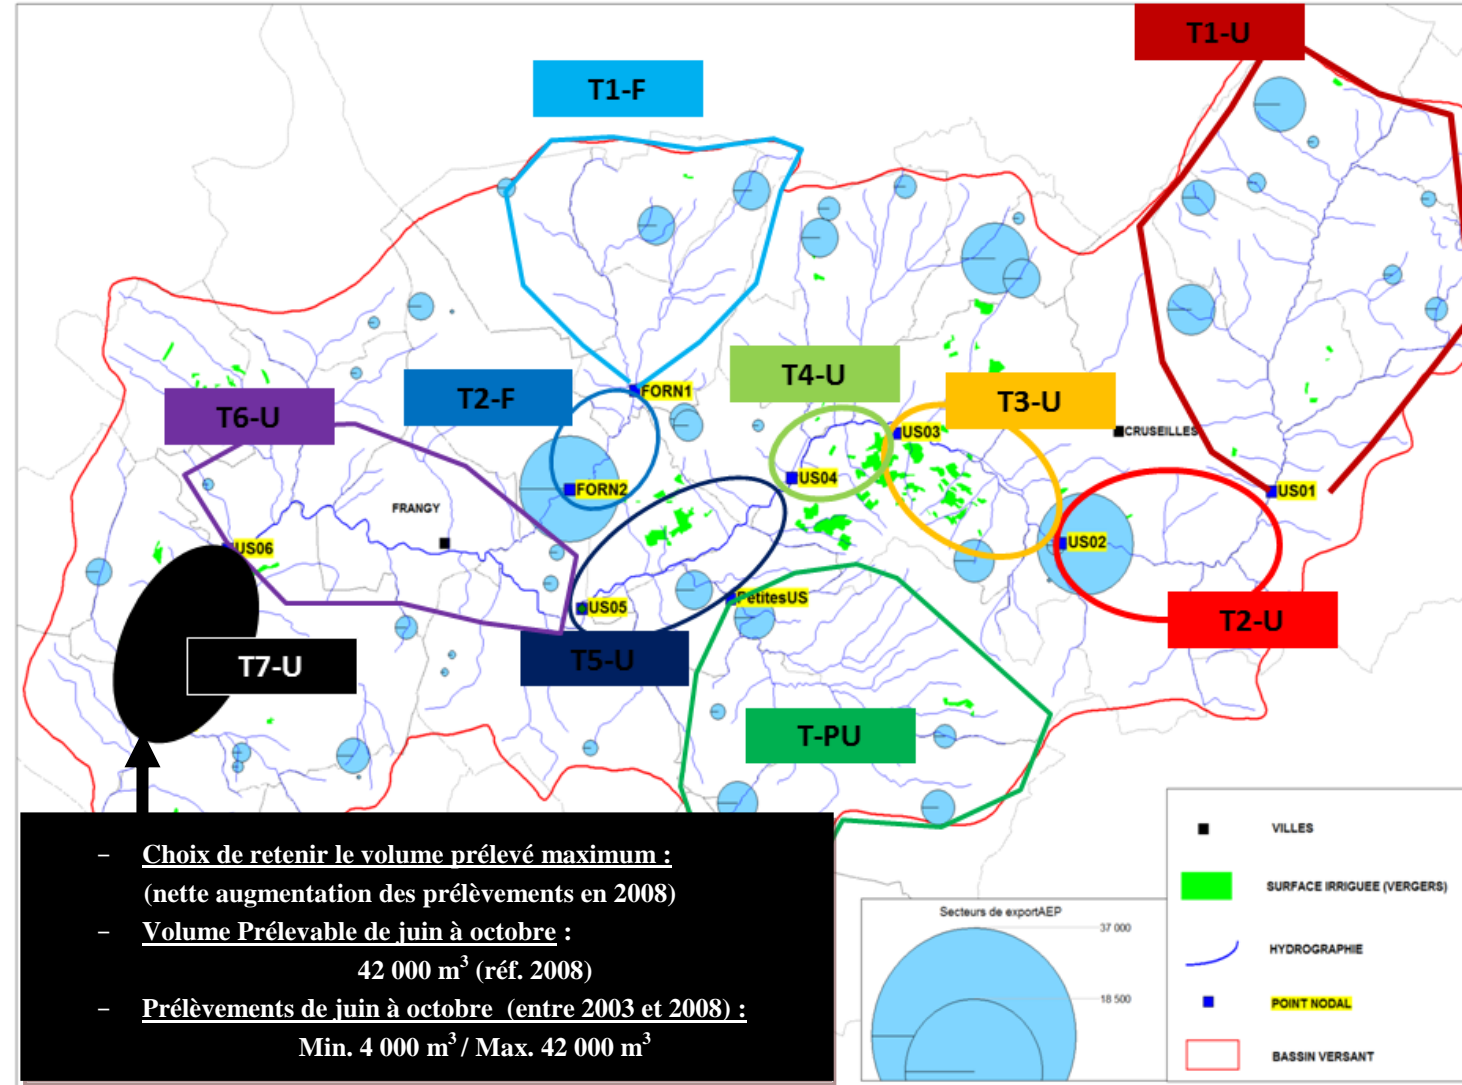 T1-U
T1-F
T4-U
T3-U
T2-F
T6-U
FORN1
US03
CRUSEILLES
US04
FORN2
US01
FRANGY
US06
US02
US05
PetitesUS
T2-U
T5-U
T7-U
T-PU
- Choix de retenir le volume prélevé maximum :
(nette augmentation des prélèvements en 2008)
- Volume Prélevable de juin à octobre :
42 000 m³ (réf. 2008)
- Prélèvements de juin à octobre (entre 2003 et 2008) :
Min. 4 000 m³ / Max. 42 000 m³
Secteurs de exportAEP
37 000
18 500
VILLES
SURFACE IRRIGUEE (VERGERS)
HYDROGRAPHIE
POINT NODAL
BASSIN VERSANT